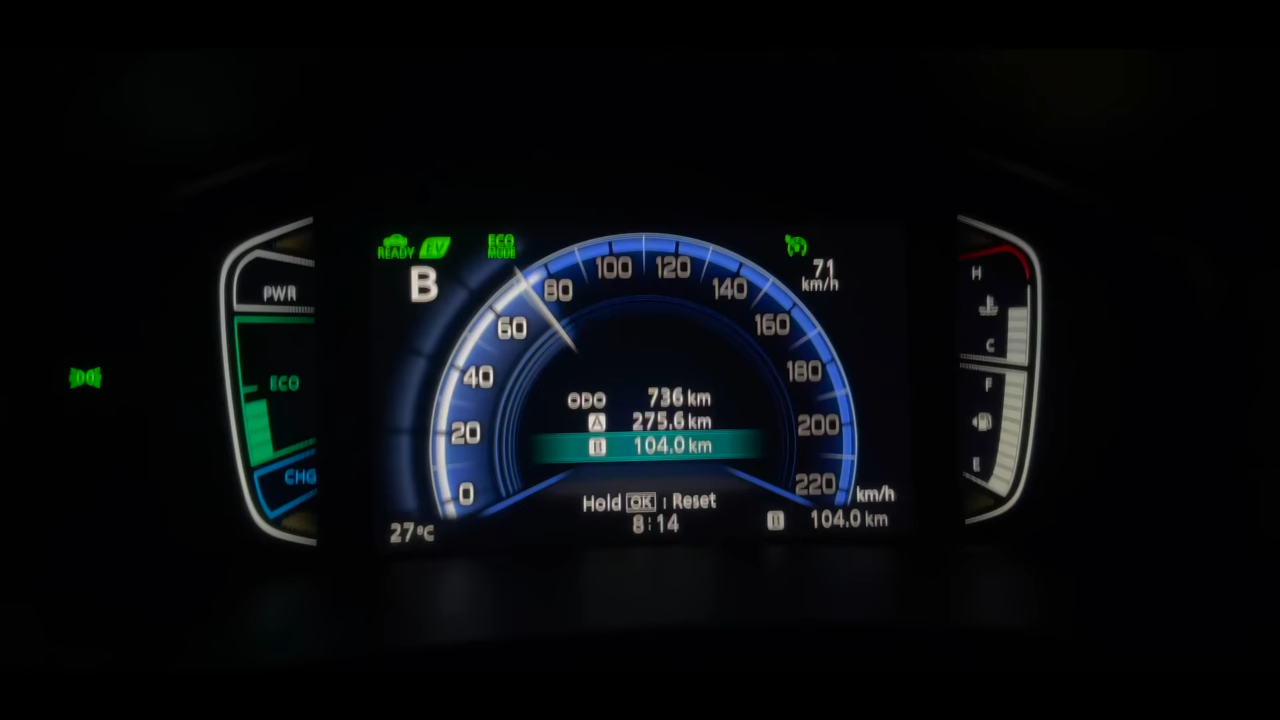 READY EV ECO MODE
B
71 km/h
PWR
ECO
CHG
0 20 40 60 80 100 120 140 160 180 200 220
km/h
ODO 736 km
A 275.6 km
B 104.0 km
Hold OK : Reset
8:14
27°C
B 104.0 km
H
C
F
E